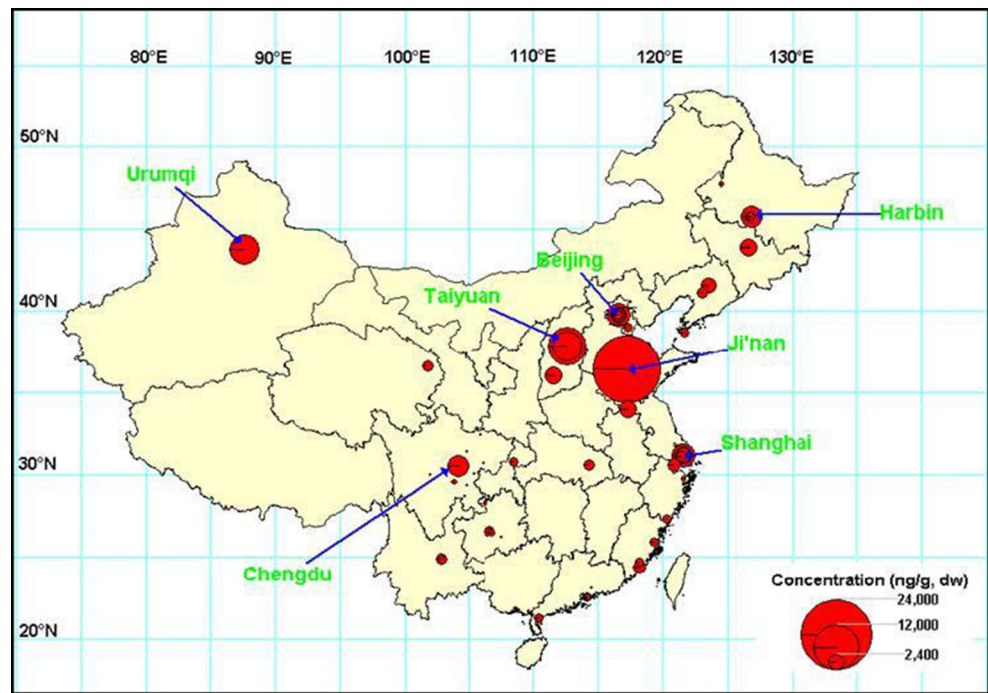 80°E 90°E 100°E 110°E 120°E 130°E
50°N
Urumqi
Harbin
Beijing
Taiyuan
40°N
Ji'nan
Shanghai
30°N
Chengdu
Concentration (ng/g, dw)
24,000
12,000
20°N
2,400